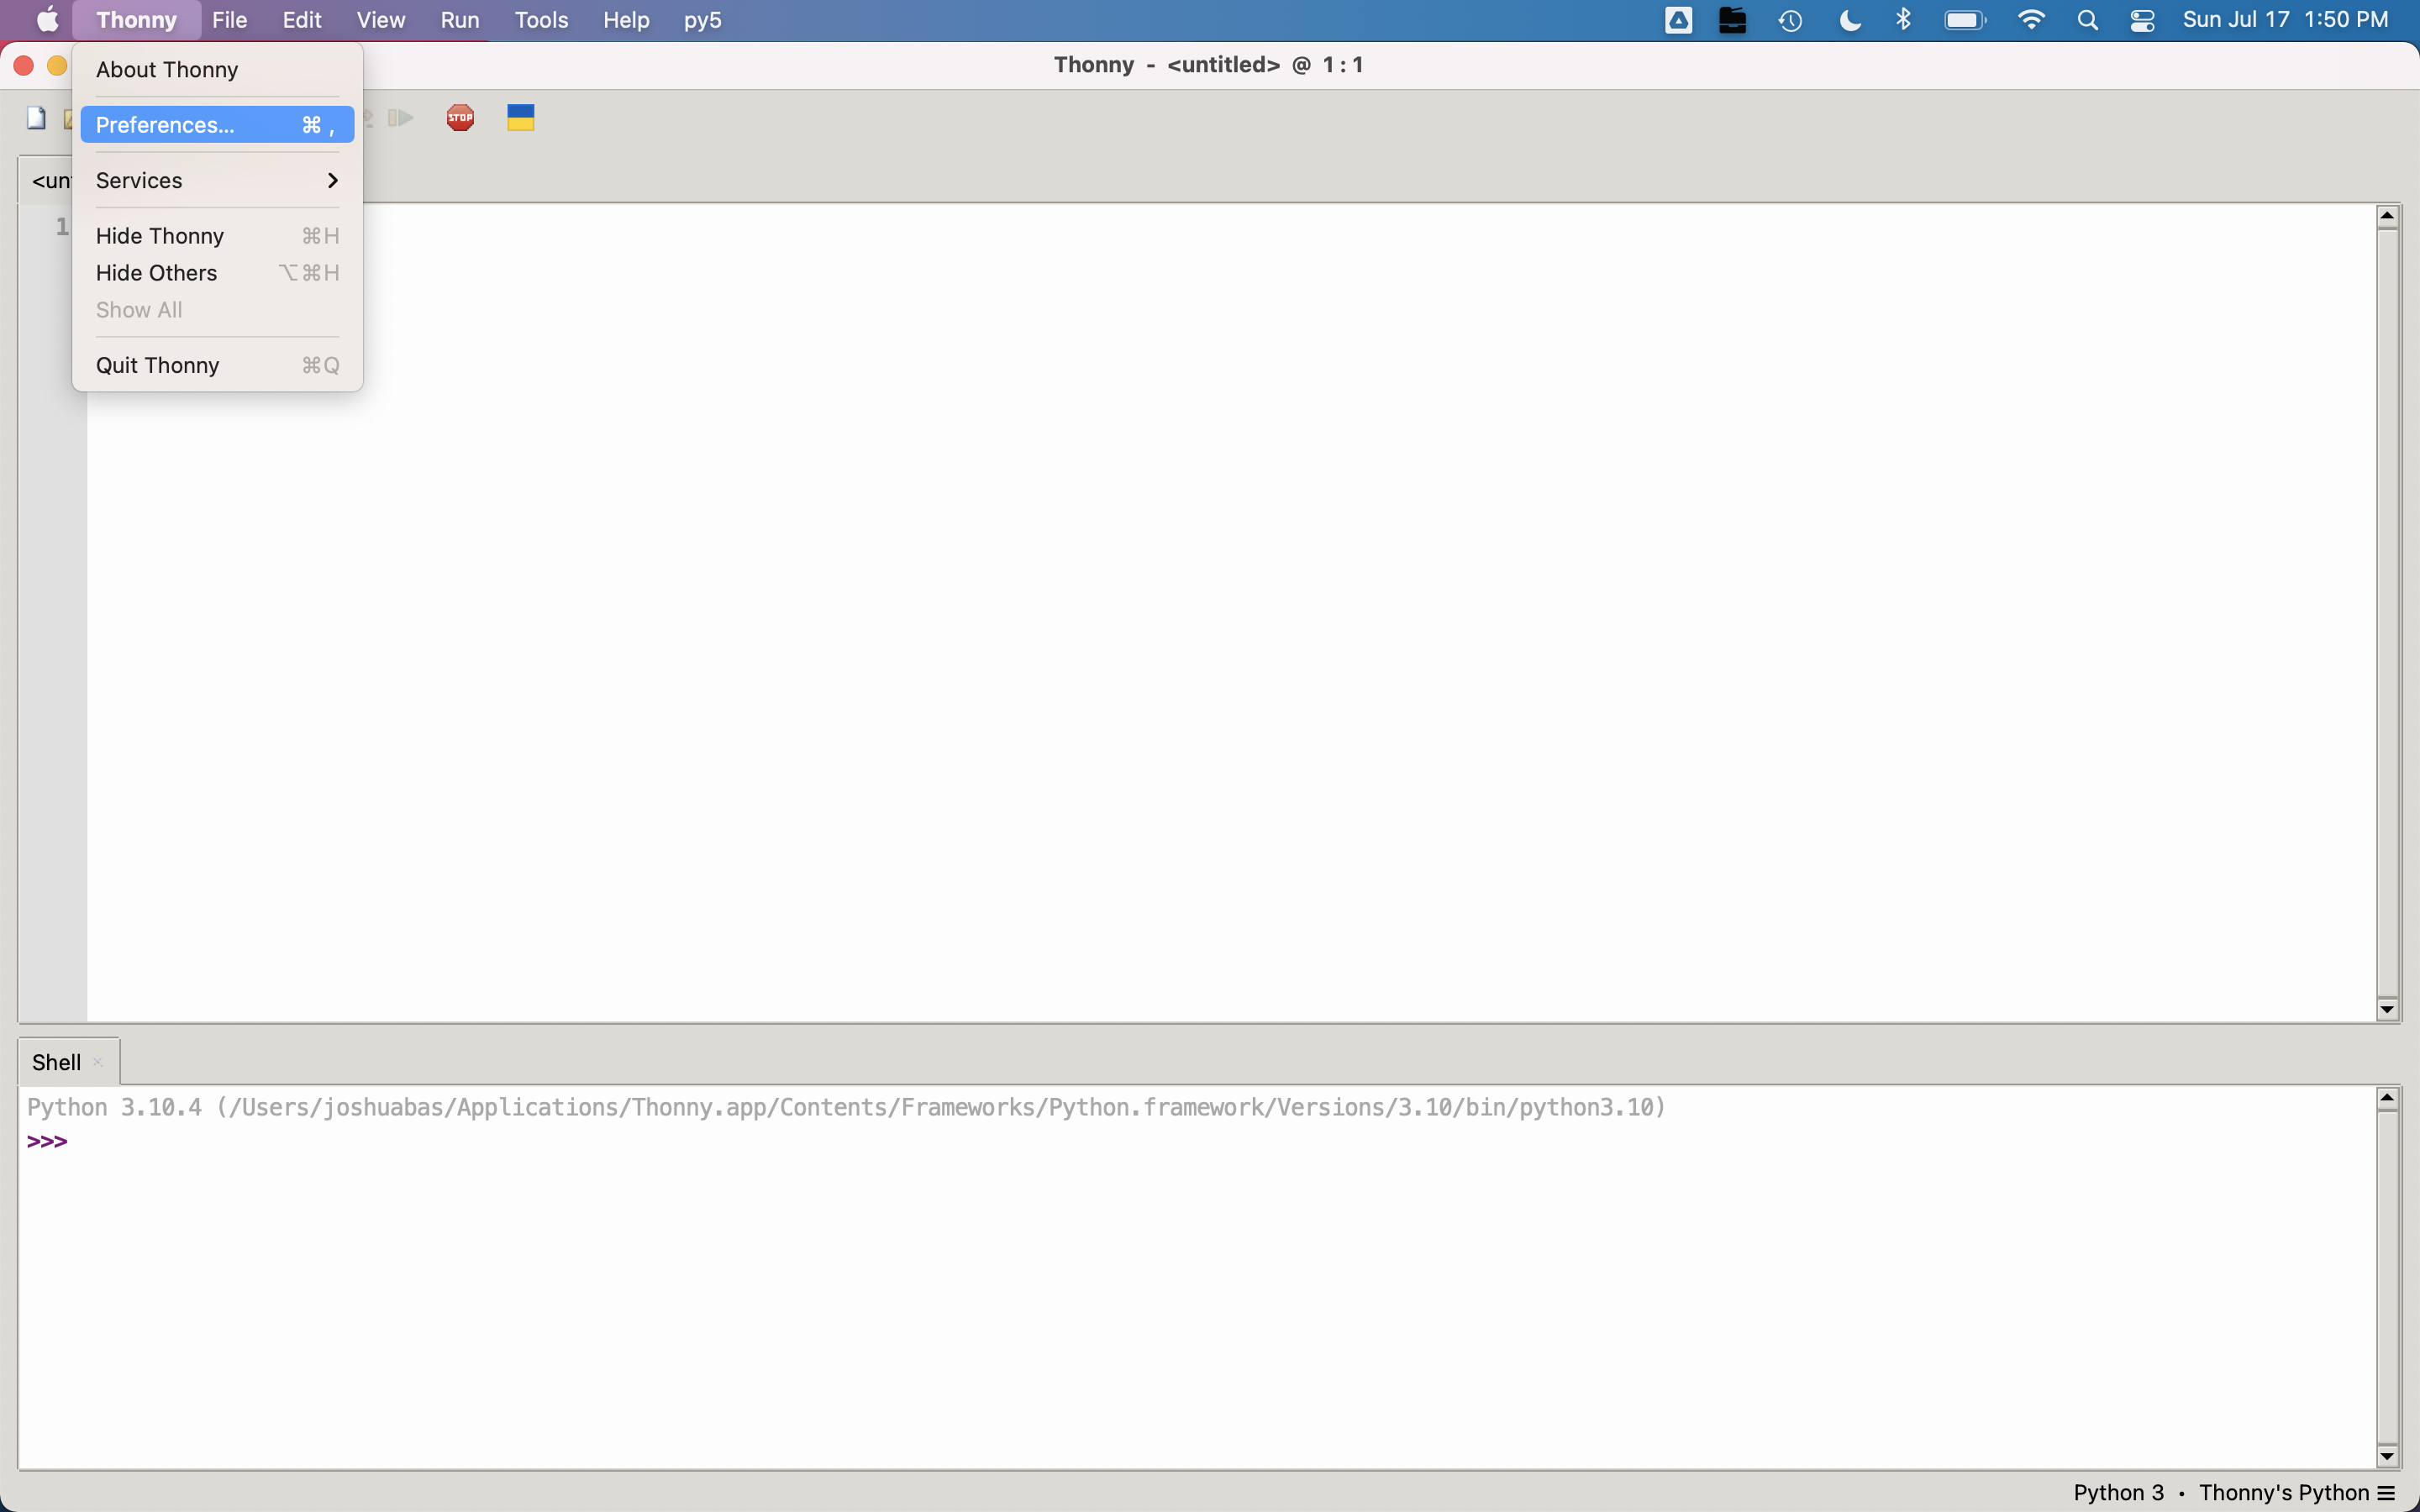 Thonny File Edit View Run Tools Help py5 Sun Jul 17 1:50 PM
Thonny - <untitled> @ 1:1
About Thonny
Preferences... ⌘ ,
STOP
Services
Hide Thonny ⌘H
Hide Others ⌥⌘H
Show All
Quit Thonny ⌘Q
<unt
1
Shell ×
Python 3.10.4 (/Users/joshuabas/Applications/Thonny.app/Contents/Frameworks/Python.framework/Versions/3.10/bin/python3.10)
>>>
Python 3 • Thonny's Python ≡